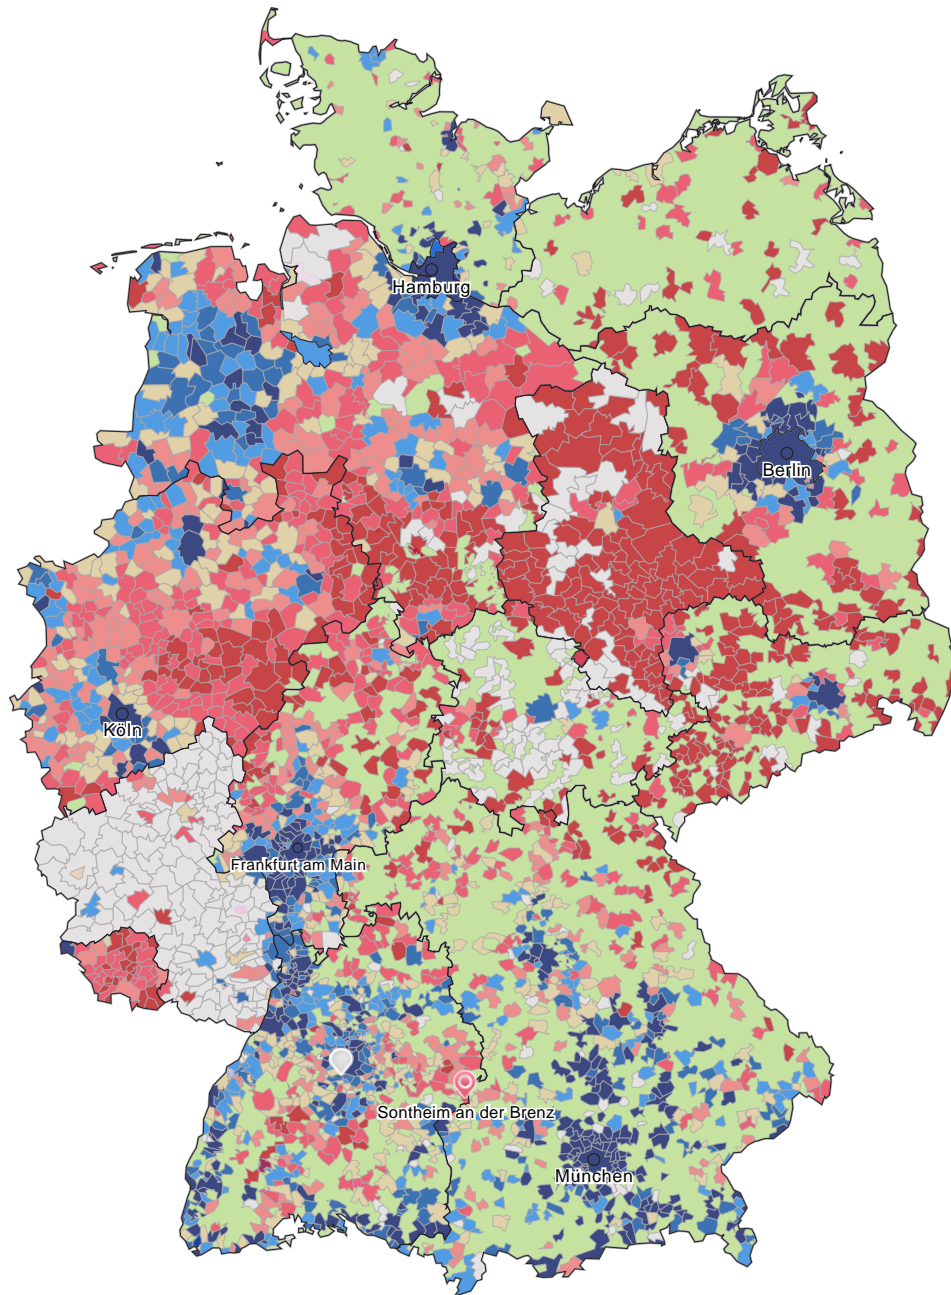 Hamburg
Berlin
Köln
Frankfurt am Main
Sontheim an der Brenz
München